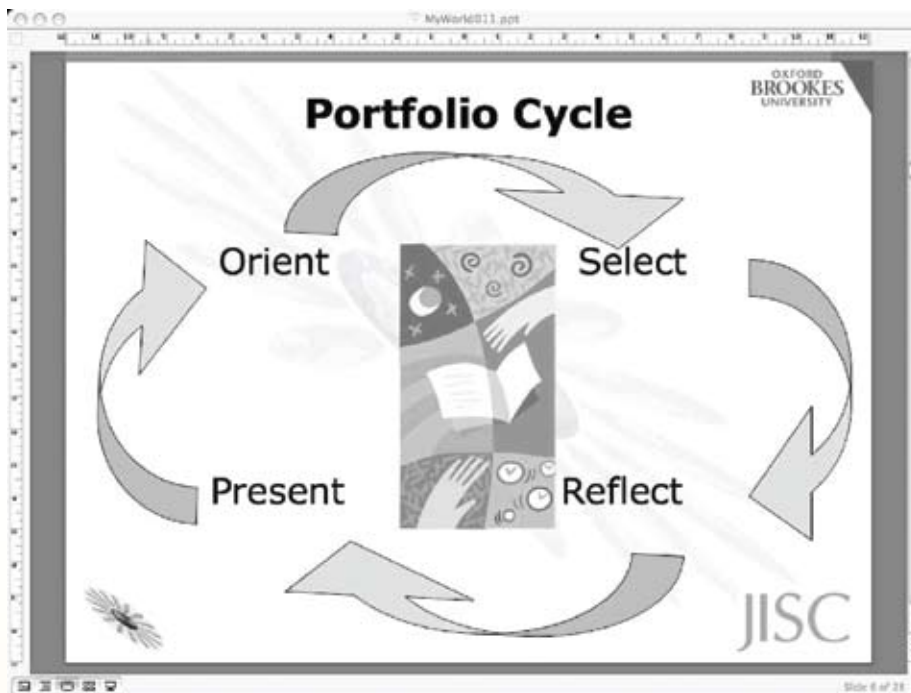 MyWorld011.ppt
OXFORD
BROOKES
UNIVERSITY
Portfolio Cycle
Orient
Select
Present
Reflect
JISC